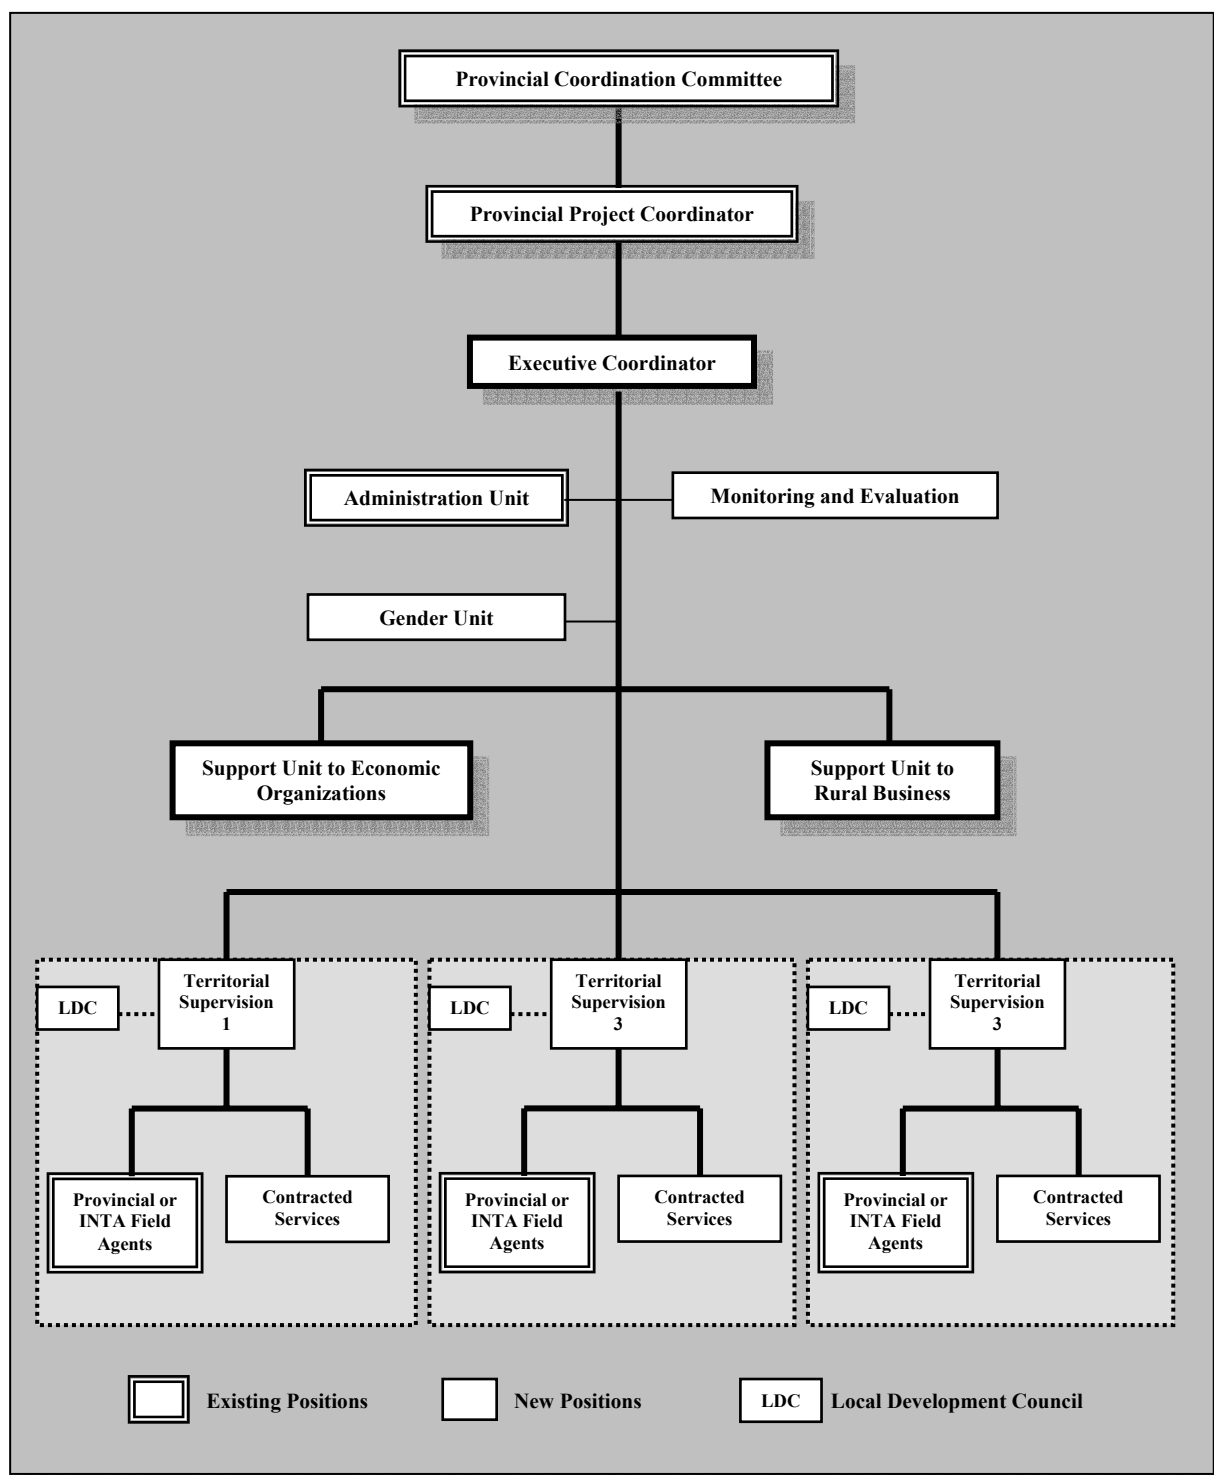 Provincial Coordination Committee
Provincial Project Coordinator
Executive Coordinator
Administration Unit
Monitoring and Evaluation
Gender Unit
Support Unit to Economic
Organizations
Support Unit to
Rural Business
LDC
Territorial
Supervision
1
Provincial or
INTA Field
Agents
Contracted
Services
LDC
Territorial
Supervision
3
Provincial or
INTA Field
Agents
Contracted
Services
LDC
Territorial
Supervision
3
Provincial or
INTA Field
Agents
Contracted
Services
Existing Positions
New Positions
LDC
Local Development Council